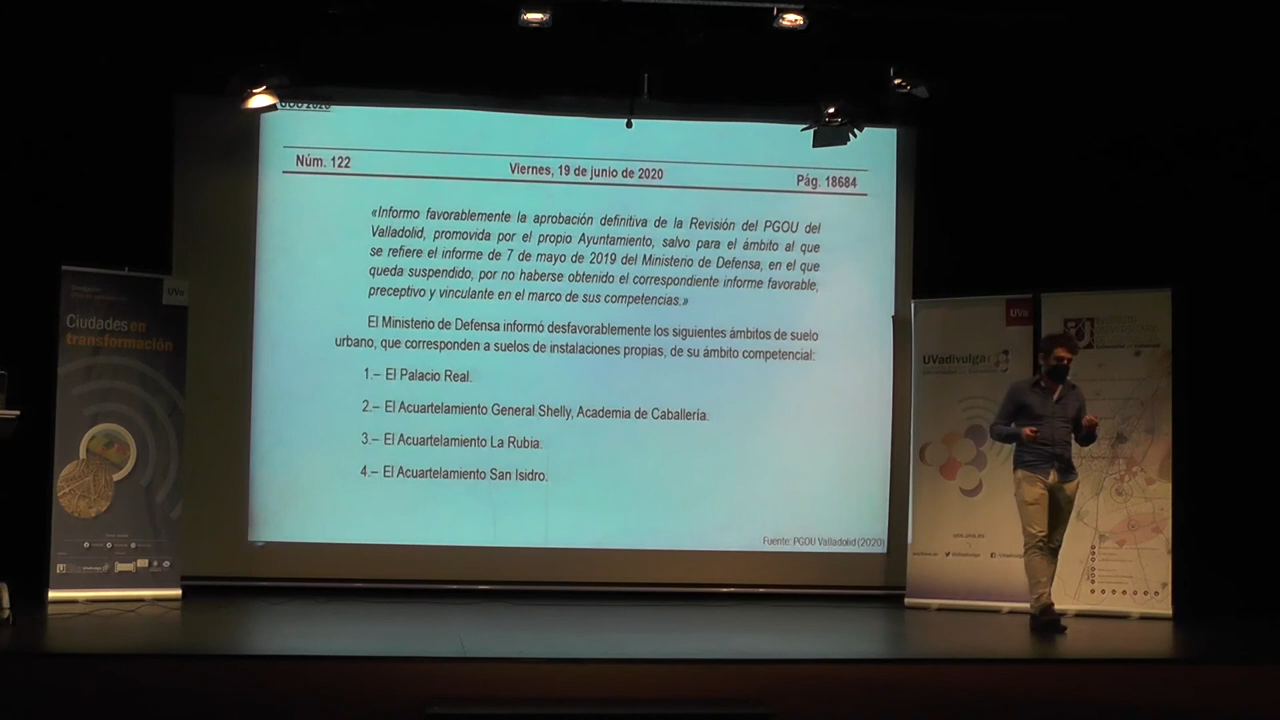 GOU 2020
Núm. 122 Viernes, 19 de junio de 2020 Pág. 18684
«Informo favorablemente la aprobación definitiva de la Revisión del PGOU del
Valladolid, promovida por el propio Ayuntamiento, salvo para el ámbito al que
se refiere el informe de 7 de mayo de 2019 del Ministerio de Defensa, en el que
queda suspendido, por no haberse obtenido el correspondiente informe favorable,
preceptivo y vinculante en el marco de sus competencias.»
El Ministerio de Defensa informó desfavorablemente los siguientes ámbitos de suelo
urbano, que corresponden a suelos de instalaciones propias, de su ámbito competencial:
1.– El Palacio Real.
2.– El Acuartelamiento General Shelly, Academia de Caballería.
3.– El Acuartelamiento La Rubia.
4.– El Acuartelamiento San Isidro.
Fuente: PGOU Valladolid (2020)
UVa
Ciudades en
transformación
UVa
UVadivulga